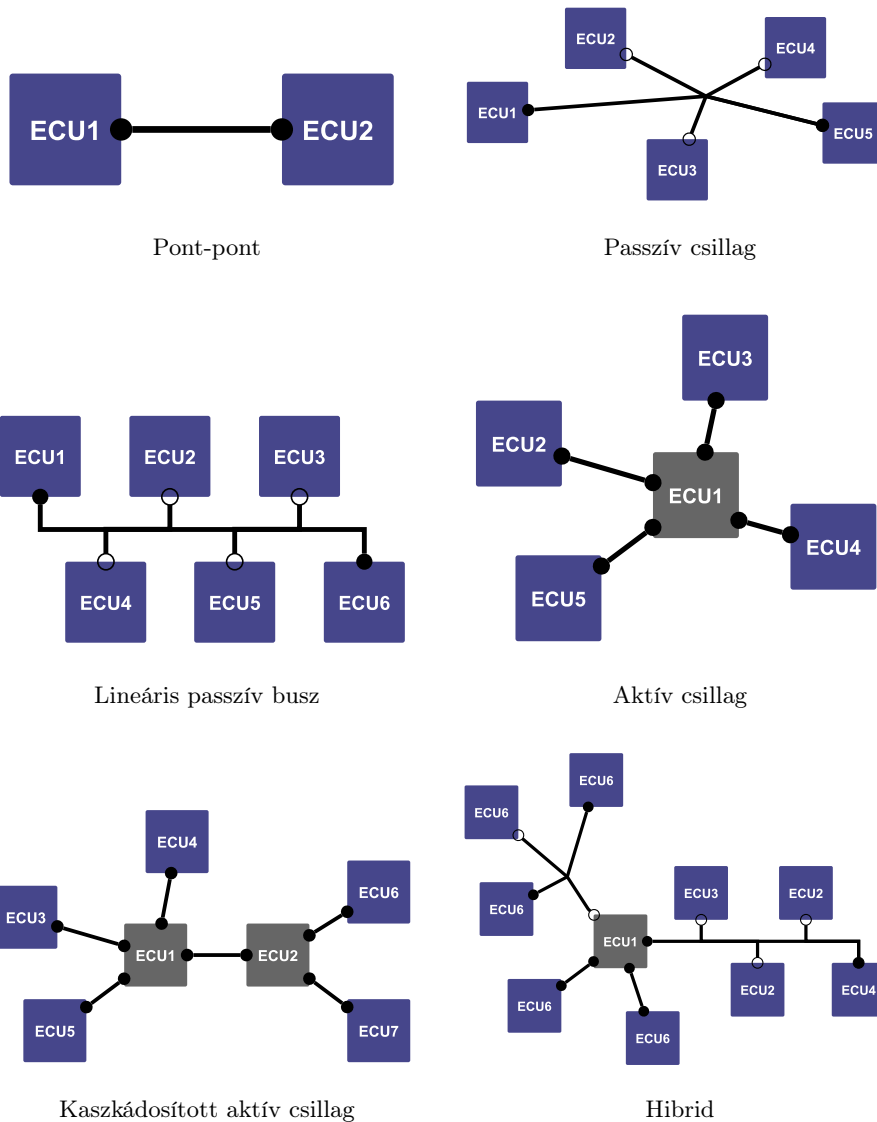 ECU1
ECU2
Pont-pont
ECU2
ECU4
ECU1
ECU5
ECU3
Passzív csillag
ECU1
ECU2
ECU3
ECU4
ECU5
ECU6
Lineáris passzív busz
ECU3
ECU2
ECU1
ECU4
ECU5
Aktív csillag
ECU4
ECU6
ECU3
ECU1
ECU2
ECU5
ECU7
Kaszkádosított aktív csillag
ECU6
ECU6
ECU6
ECU3
ECU2
ECU1
ECU2
ECU4
ECU6
ECU6
Hibrid